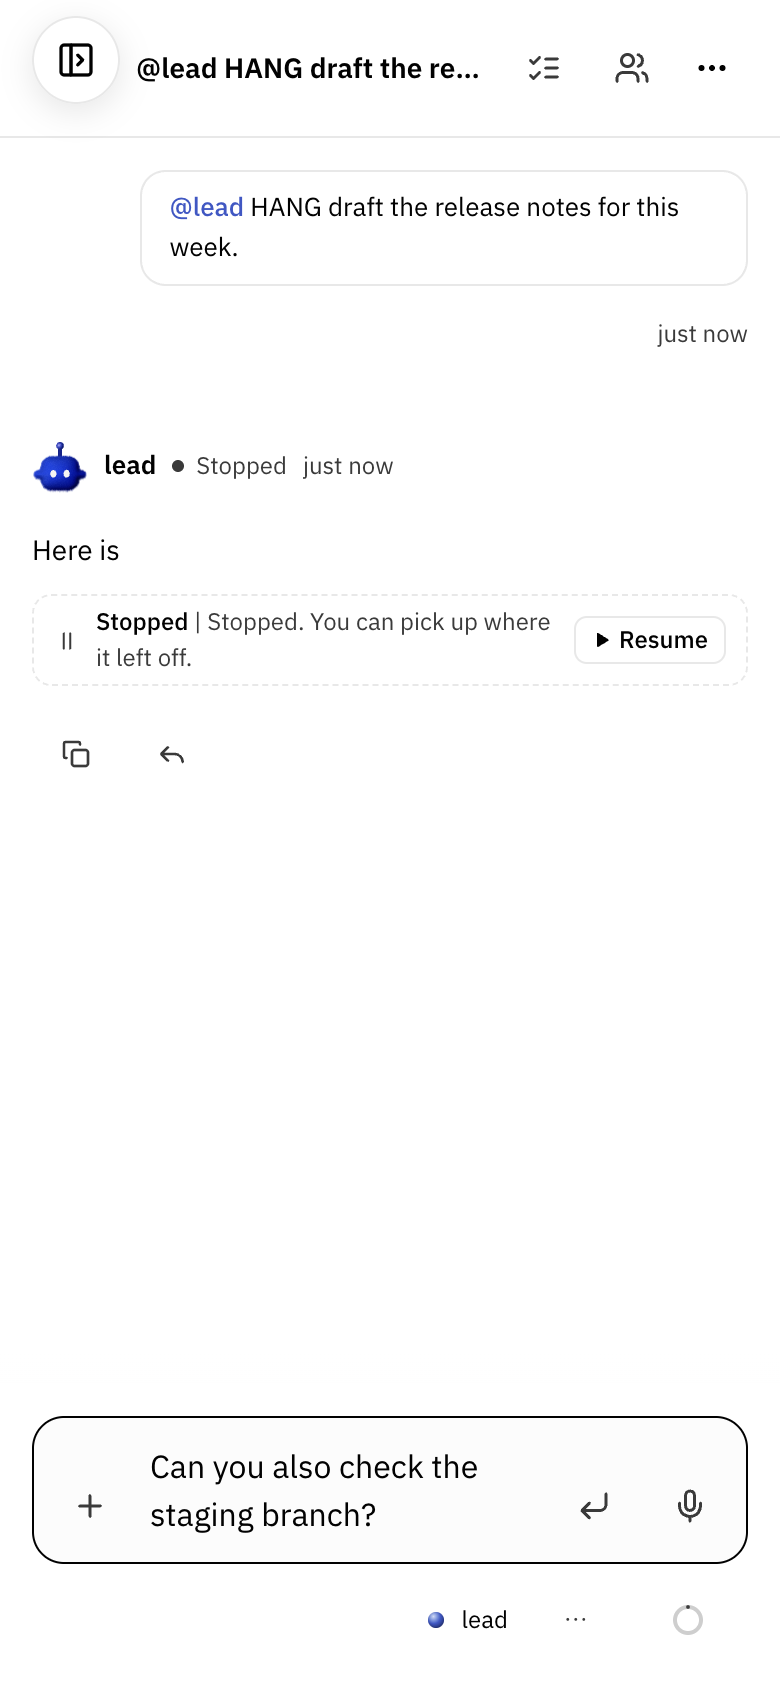 @lead HANG draft the re...
@lead HANG draft the release notes for this
week.
just now
lead Stopped just now
Here is
Stopped | Stopped. You can pick up where
it left off.
Resume
Can you also check the
staging branch?
lead